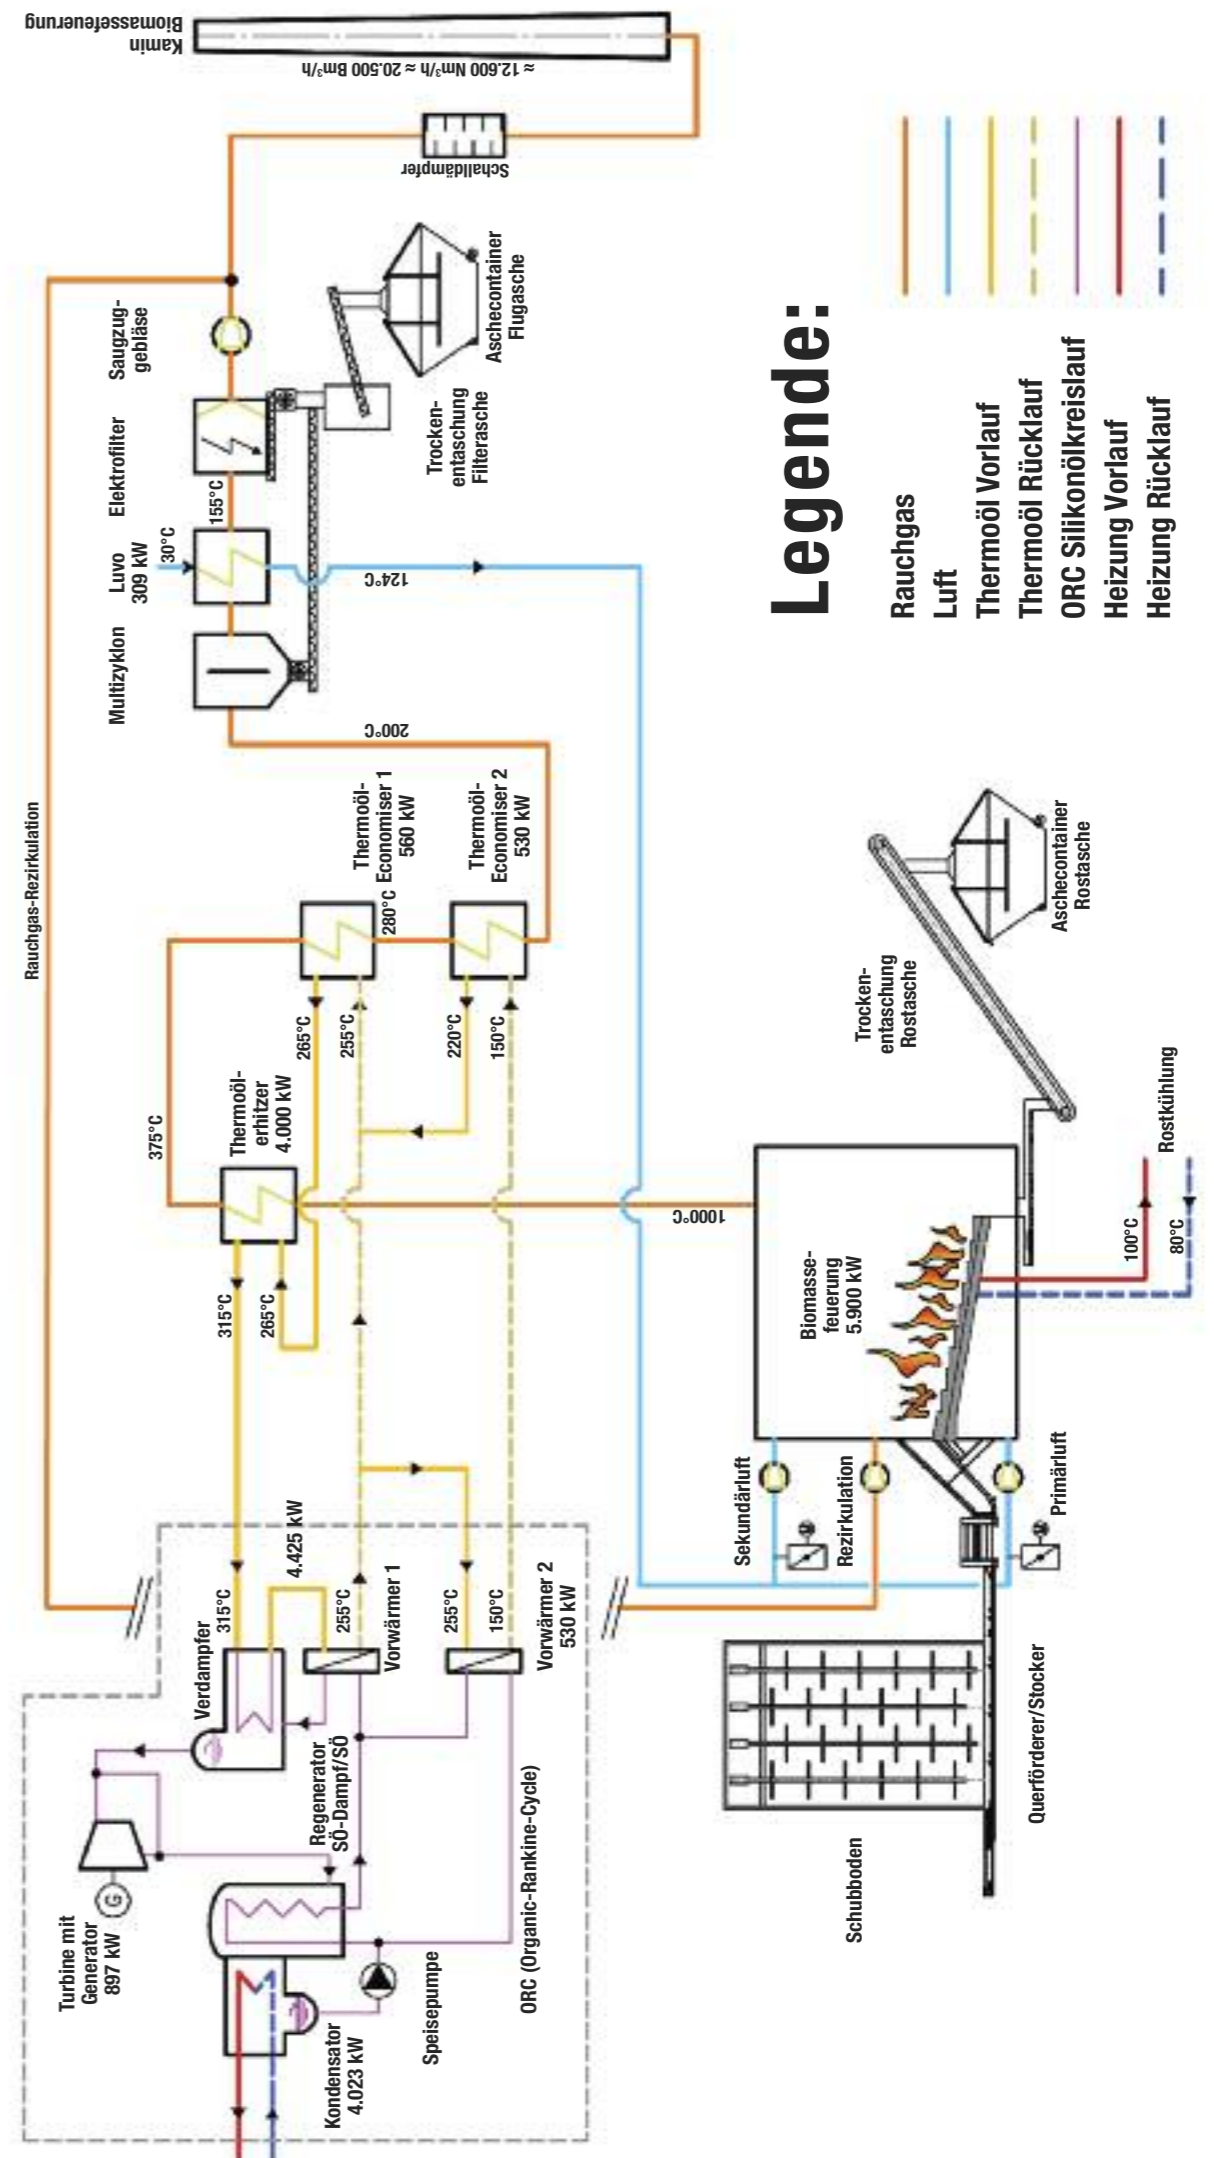 Rauchgas-Rezirkulation
Kamin
Biomassefeuerung
≈ 12.600 Nm³/h ≈ 20.500 Bm³/h
Schalldämpfer
Saugzug-
gebläse
Elektrofilter
155°C
Luvo
309 kW
30°C
124°C
Multizyklon
200°C
Trocken-
entaschung
Filterasche
Aschecontainer
Flugasche
Thermoöl-
Economiser 1
560 kW
280°C
Thermoöl-
Economiser 2
530 kW
265°C
255°C
220°C
150°C
375°C
Thermoöl-
erhitzer
4.000 kW
1000°C
315°C
265°C
Turbine mit
Generator
897 kW
G
Verdampfer
315°C
4.425 kW
255°C
Vorwärmer 1
255°C
150°C
Vorwärmer 2
530 kW
Regenerator
SÖ-Dampf/SÖ
Kondensator
4.023 kW
Speisepumpe
ORC (Organic-Rankine-Cycle)
Schubboden
Querförderer/Stocker
Sekundärluft
Rezirkulation
Primärluft
Biomasse-
feuerung
5.900 kW
100°C
80°C
Rostkühlung
Trocken-
entaschung
Rostasche
Aschecontainer
Rostasche
Legende:
Rauchgas
Luft
Thermoöl Vorlauf
Thermoöl Rücklauf
ORC Silikonölkreislauf
Heizung Vorlauf
Heizung Rücklauf